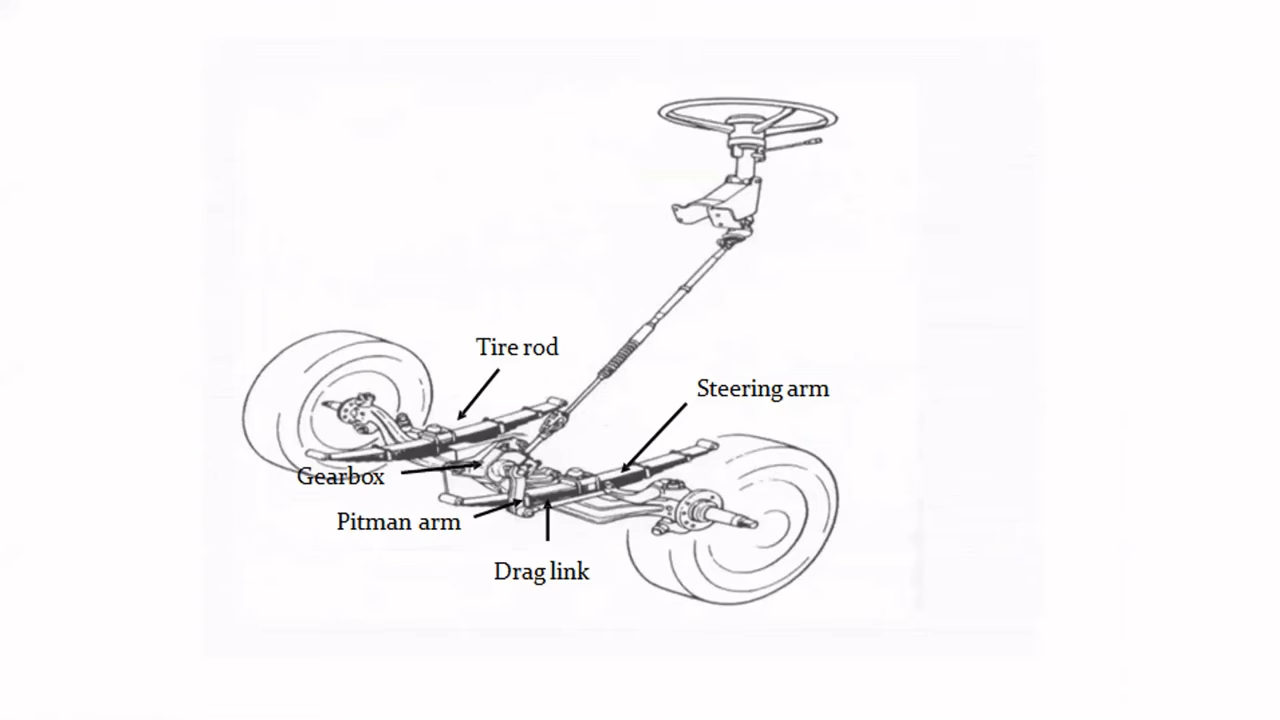 Tire rod
Steering arm
Gearbox
Pitman arm
Drag link